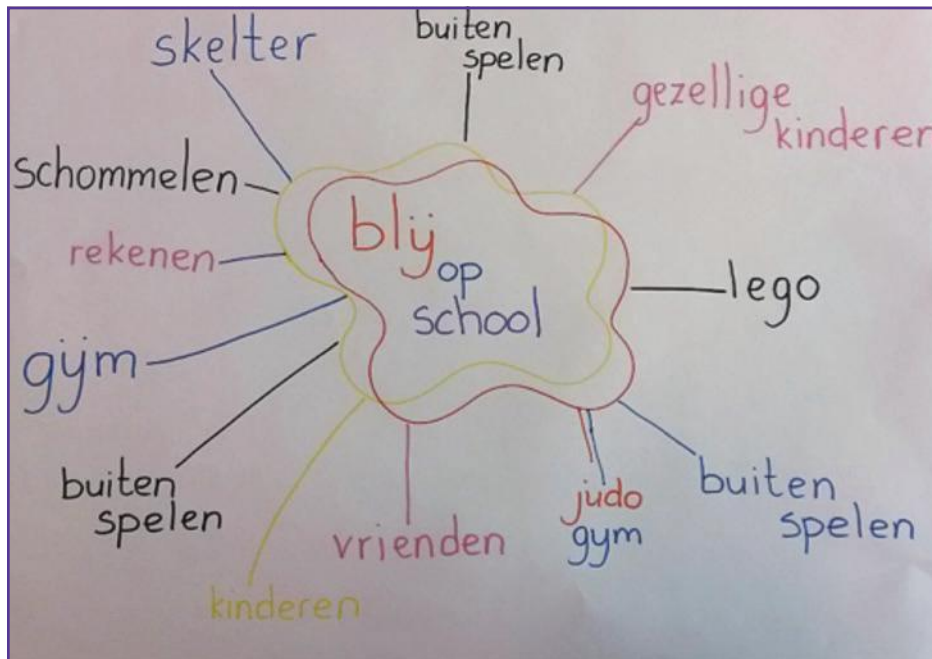 skelter
buiten
spelen
gezellige
kinderen
schommelen
rekenen
blij
op
school
lego
gÿm
buiten
spelen
kinderen
vrienden
judo
gym
buiten
spelen